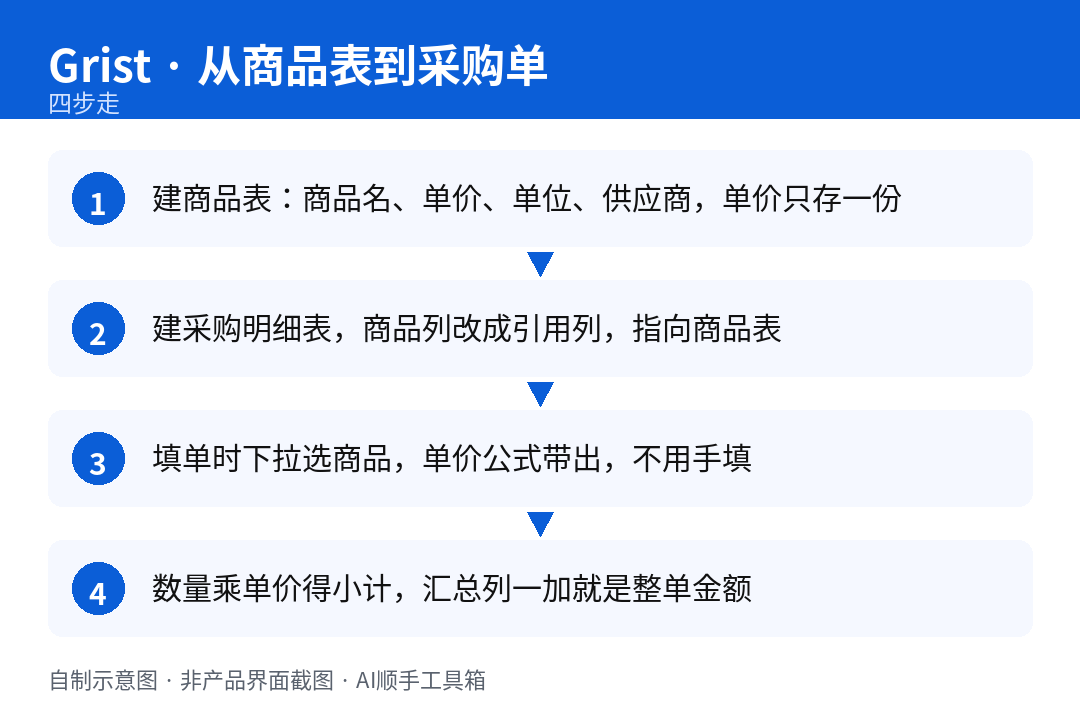 Grist · 从商品表到采购单
四步走
1 建商品表：商品名、单价、单位、供应商，单价只存一份
2 建采购明细表，商品列改成引用列，指向商品表
3 填单时下拉选商品，单价公式带出，不用手填
4 数量乘单价得小计，汇总列一加就是整单金额
自制示意图 · 非产品界面截图 · AI顺手工具箱